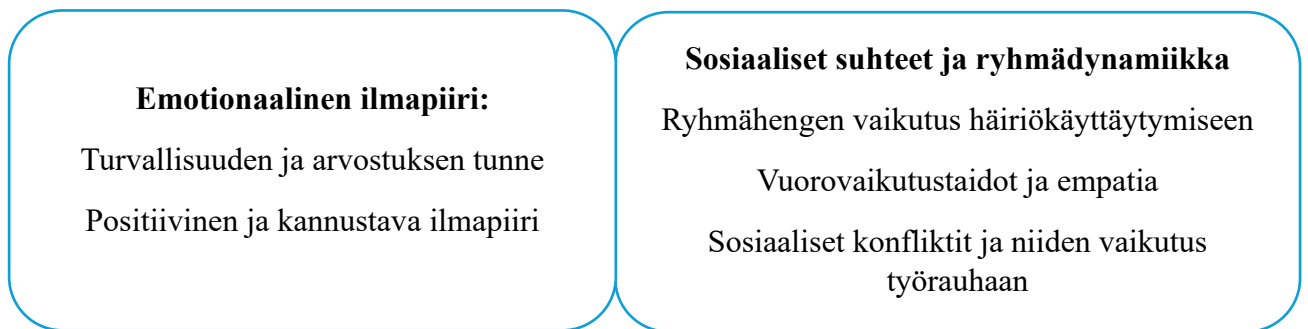 Emotionaalinen ilmapiiri:
Turvallisuuden ja arvostuksen tunne
Positiivinen ja kannustava ilmapiiri
Sosiaaliset suhteet ja ryhmädynamiikka
Ryhmähengen vaikutus häiriökäyttäytymiseen
Vuorovaikutustaidot ja empatia
Sosiaaliset konfliktit ja niiden vaikutus
työrauhaan